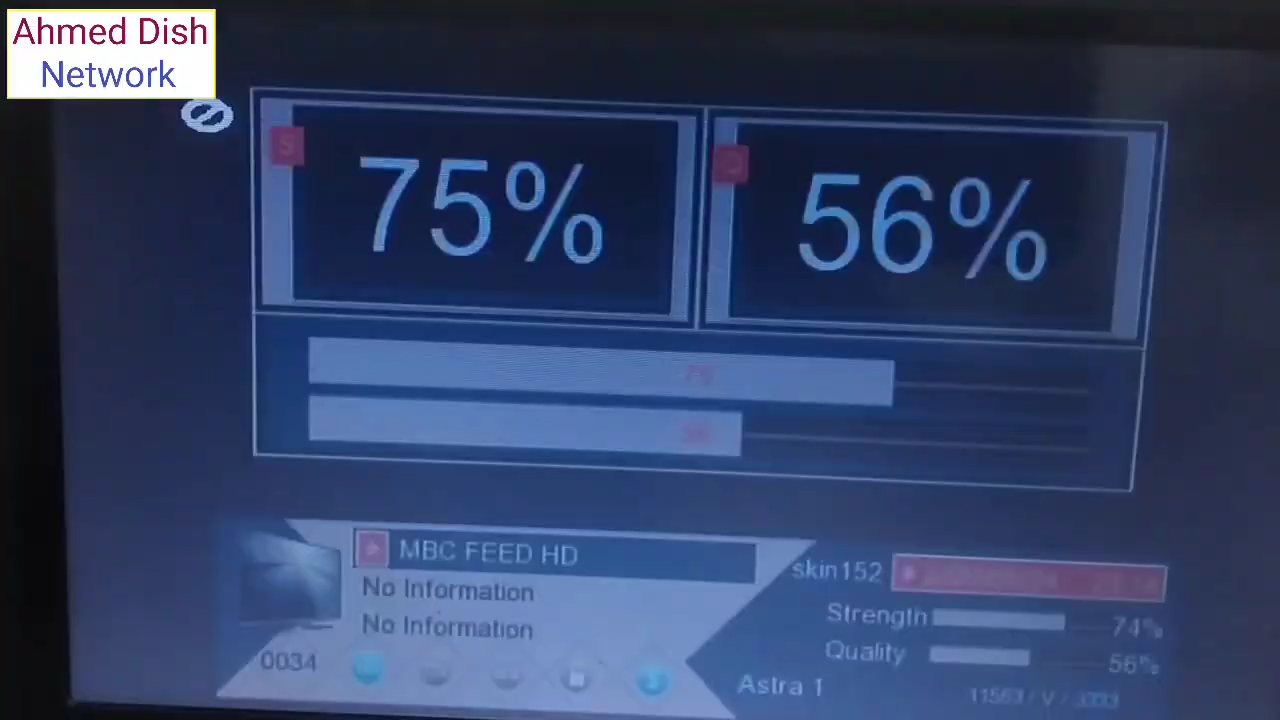 Ahmed Dish
Network
S
75%
Q
56%
MBC FEED HD
No Information
No Information
0034
skin152
Strength
74%
Quality
56%
Astra 1